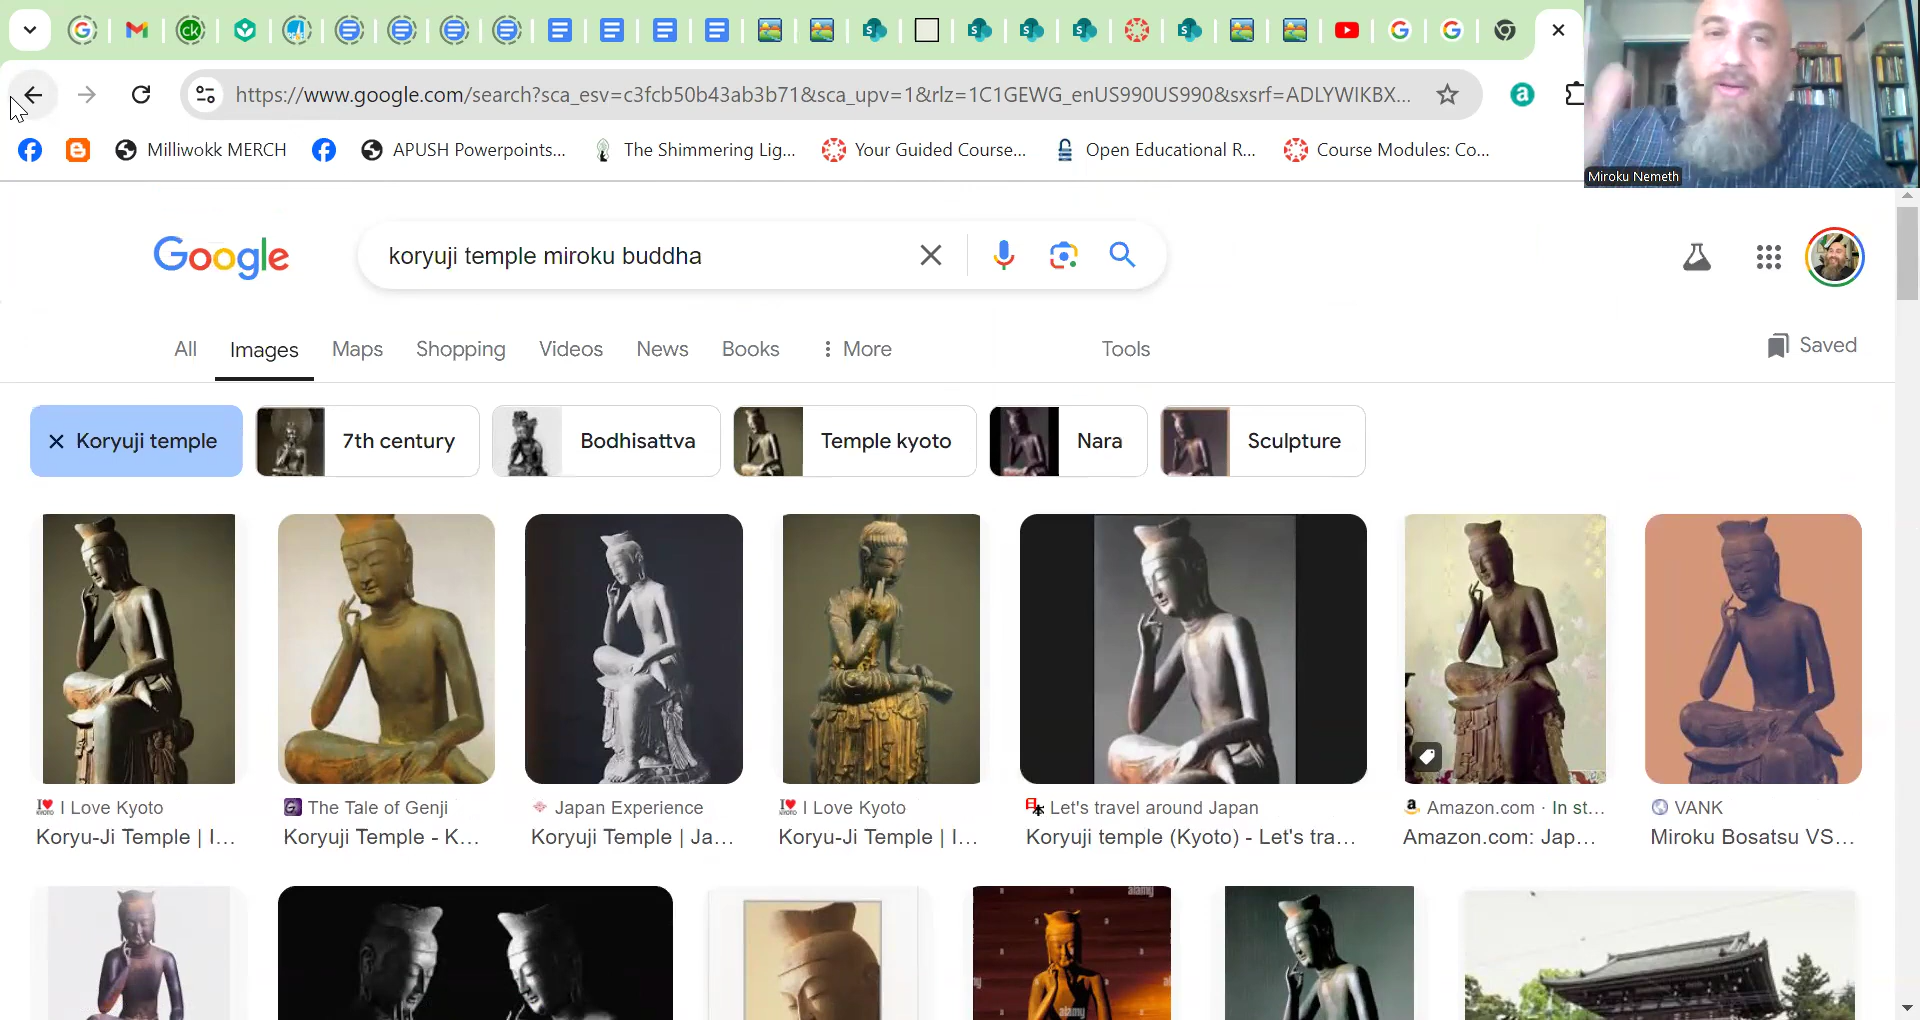 https://www.google.com/search?sca_esv=c3fcb50b43ab3b71&sca_upv=1&rlz=1C1GEWG_enUS990US990&sxsrf=ADLYWIKBX...
Milliwokk MERCH
APUSH Powerpoints...
The Shimmering Lig...
Your Guided Course...
Open Educational R...
Course Modules: Co...
Miroku Nemeth
Google
koryuji temple miroku buddha
All
Images
Maps
Shopping
Videos
News
Books
More
Tools
Saved
Koryuji temple
7th century
Bodhisattva
Temple kyoto
Nara
Sculpture
I Love Kyoto
Koryu-Ji Temple | I...
The Tale of Genji
Koryuji Temple - K...
Japan Experience
Koryuji Temple | Ja...
I Love Kyoto
Koryu-Ji Temple | I...
Let's travel around Japan
Koryuji temple (Kyoto) - Let's tra...
Amazon.com · In st...
Amazon.com: Jap...
VANK
Miroku Bosatsu VS...
alamy
alamy